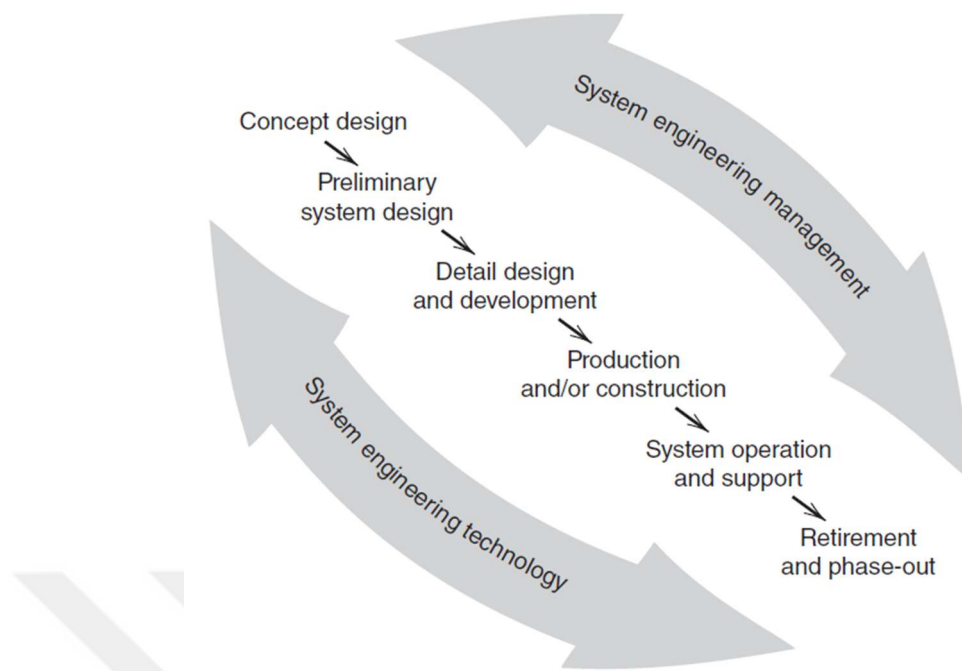 System engineering management
Concept design
Preliminary
system design
Detail design
and development
Production
and/or construction
System operation
and support
Retirement
and phase-out
System engineering technology